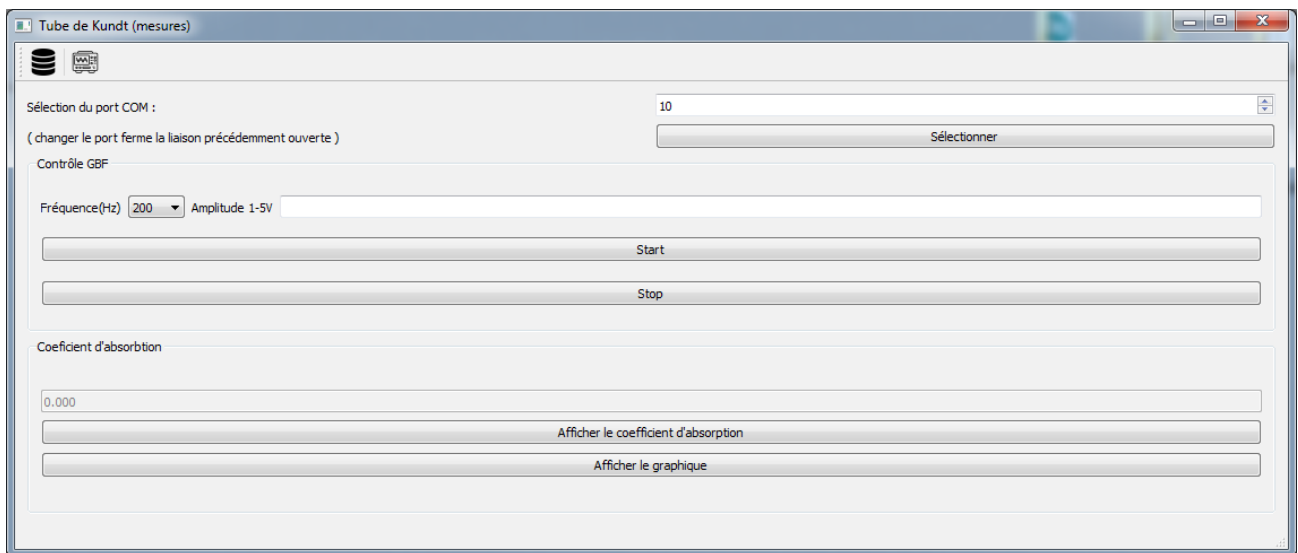 Tube de Kundt (mesures)
Sélection du port COM :
10
( changer le port ferme la liaison précédemment ouverte )
Sélectionner
Contrôle GBF
Fréquence(Hz) 200 Amplitude 1-5V
Start
Stop
Coeficient d'absorbtion
0.000
Afficher le coefficient d'absorption
Afficher le graphique